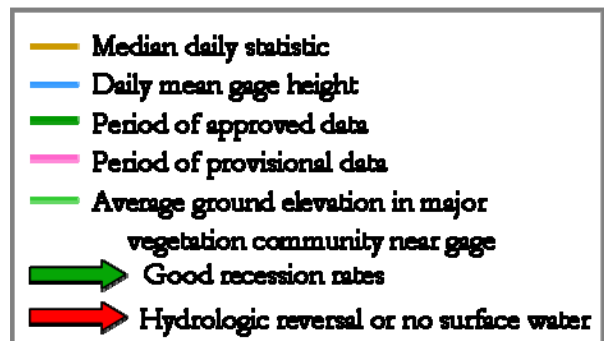 Median daily statistic
Daily mean gage height
Period of approved data
Period of provisional data
Average ground elevation in major
vegetation community near gage
Good recession rates
Hydrologic reversal or no surface water